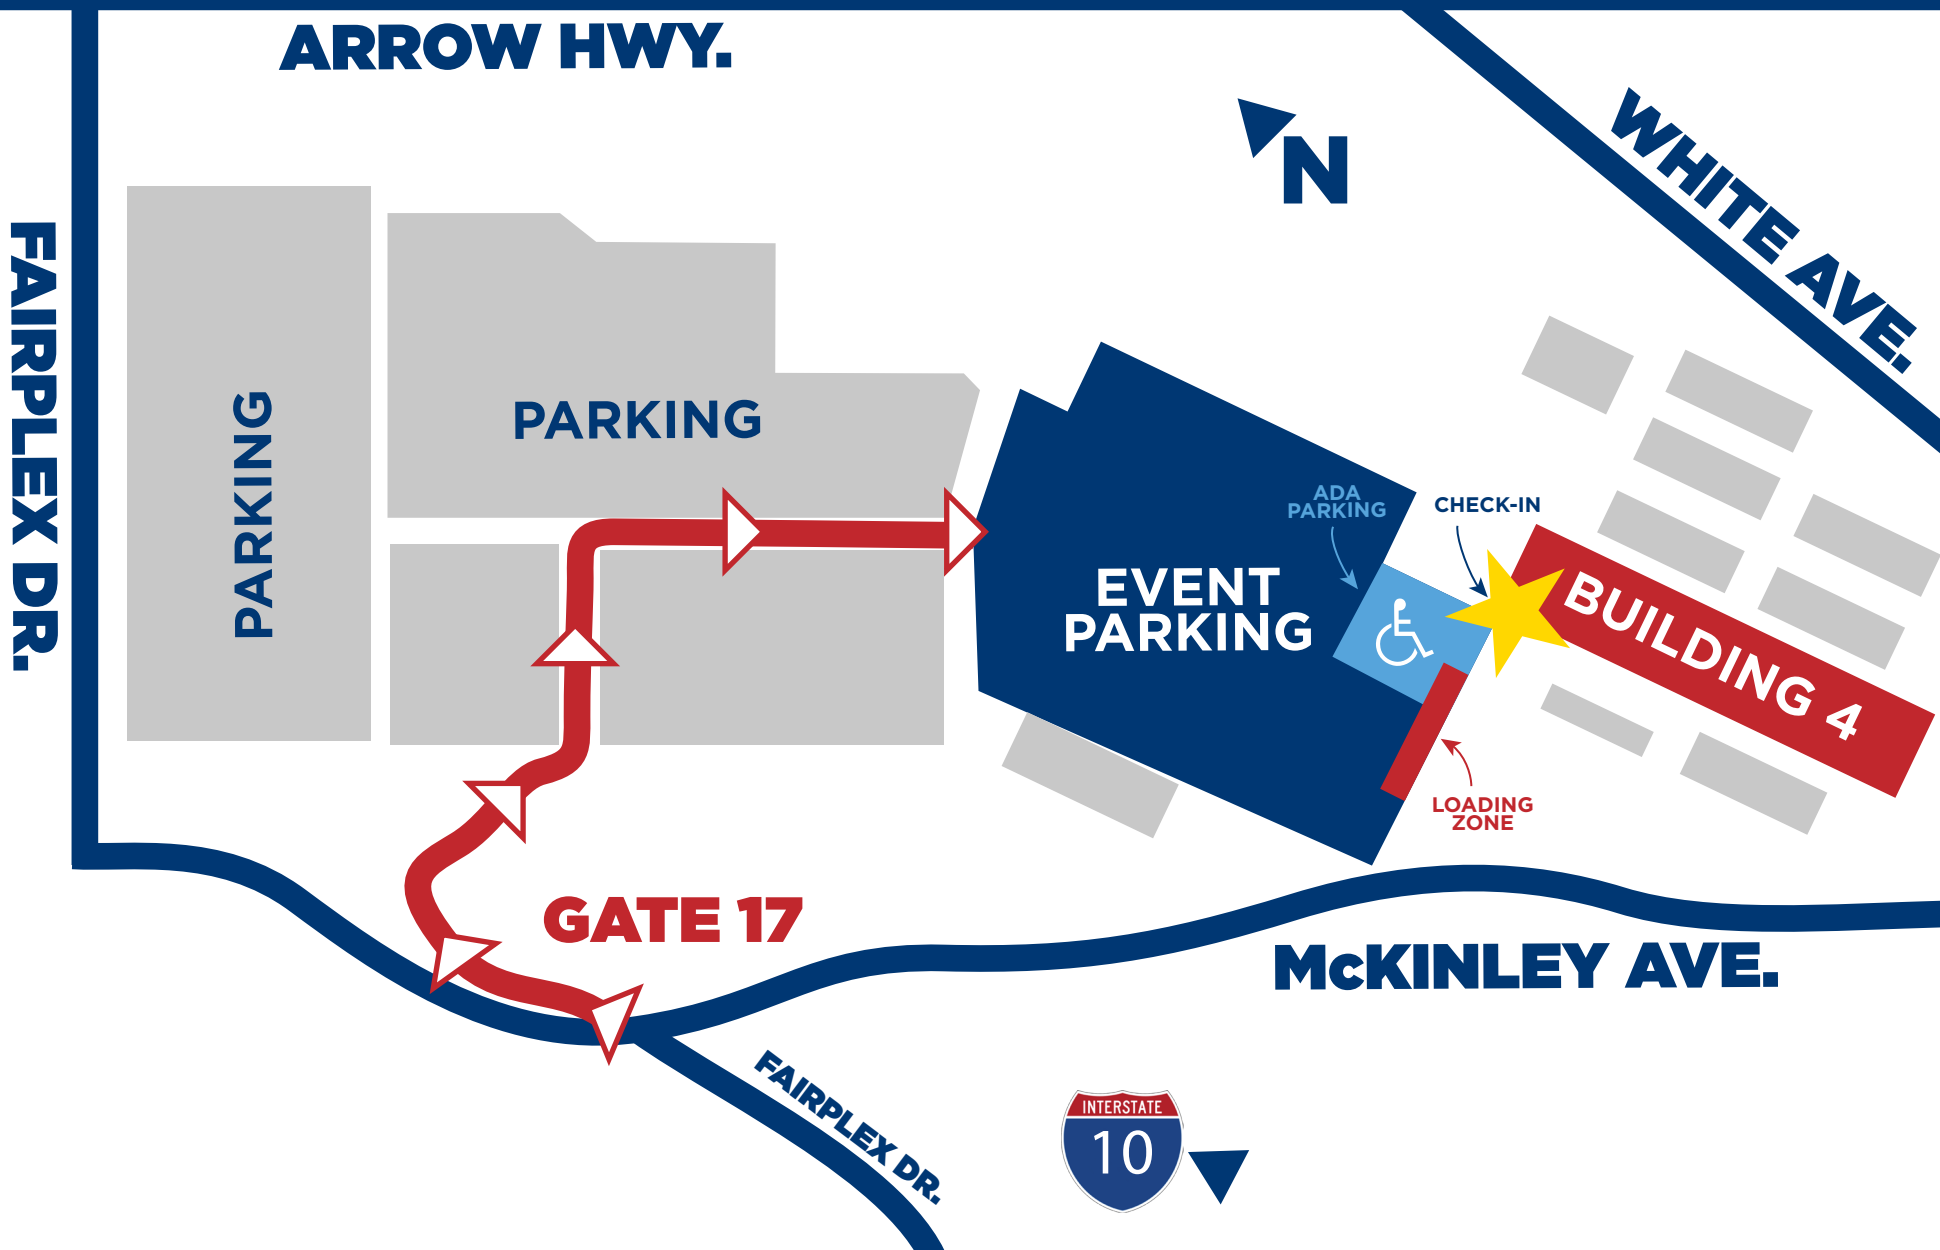 ARROW HWY.
N
WHITE AVE.
FAIRPLEX DR.
PARKING
PARKING
ADA
PARKING
CHECK-IN
EVENT
PARKING
BUILDING 4
LOADING
ZONE
GATE 17
McKINLEY AVE.
FAIRPLEX DR.
INTERSTATE
10